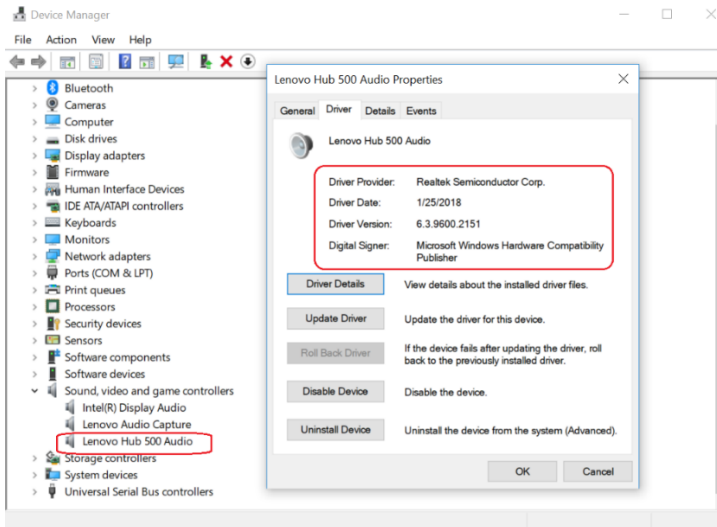 Device Manager
File Action View Help
Bluetooth
Cameras
Computer
Disk drives
Display adapters
Firmware
Human Interface Devices
IDE ATA/ATAPI controllers
Keyboards
Monitors
Network adapters
Ports (COM & LPT)
Print queues
Processors
Security devices
Sensors
Software components
Software devices
Sound, video and game controllers
Intel(R) Display Audio
Lenovo Audio Capture
Lenovo Hub 500 Audio
Storage controllers
System devices
Universal Serial Bus controllers
Lenovo Hub 500 Audio Properties
General Driver Details Events
Lenovo Hub 500 Audio
Driver Provider: Realtek Semiconductor Corp.
Driver Date: 1/25/2018
Driver Version: 6.3.9600.2151
Digital Signer: Microsoft Windows Hardware Compatibility
Publisher
Driver Details View details about the installed driver files.
Update Driver Update the driver for this device.
Roll Back Driver If the device fails after updating the driver, roll
back to the previously installed driver.
Disable Device Disable the device.
Uninstall Device Uninstall the device from the system (Advanced).
OK Cancel